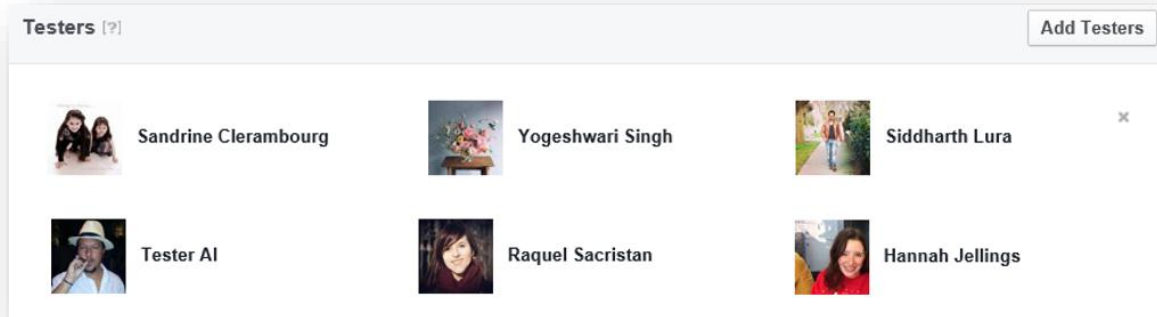 Testers [?]
Add Testers
Sandrine Clerambourg
Yogeshwari Singh
Siddharth Lura
Tester Al
Raquel Sacristan
Hannah Jellings